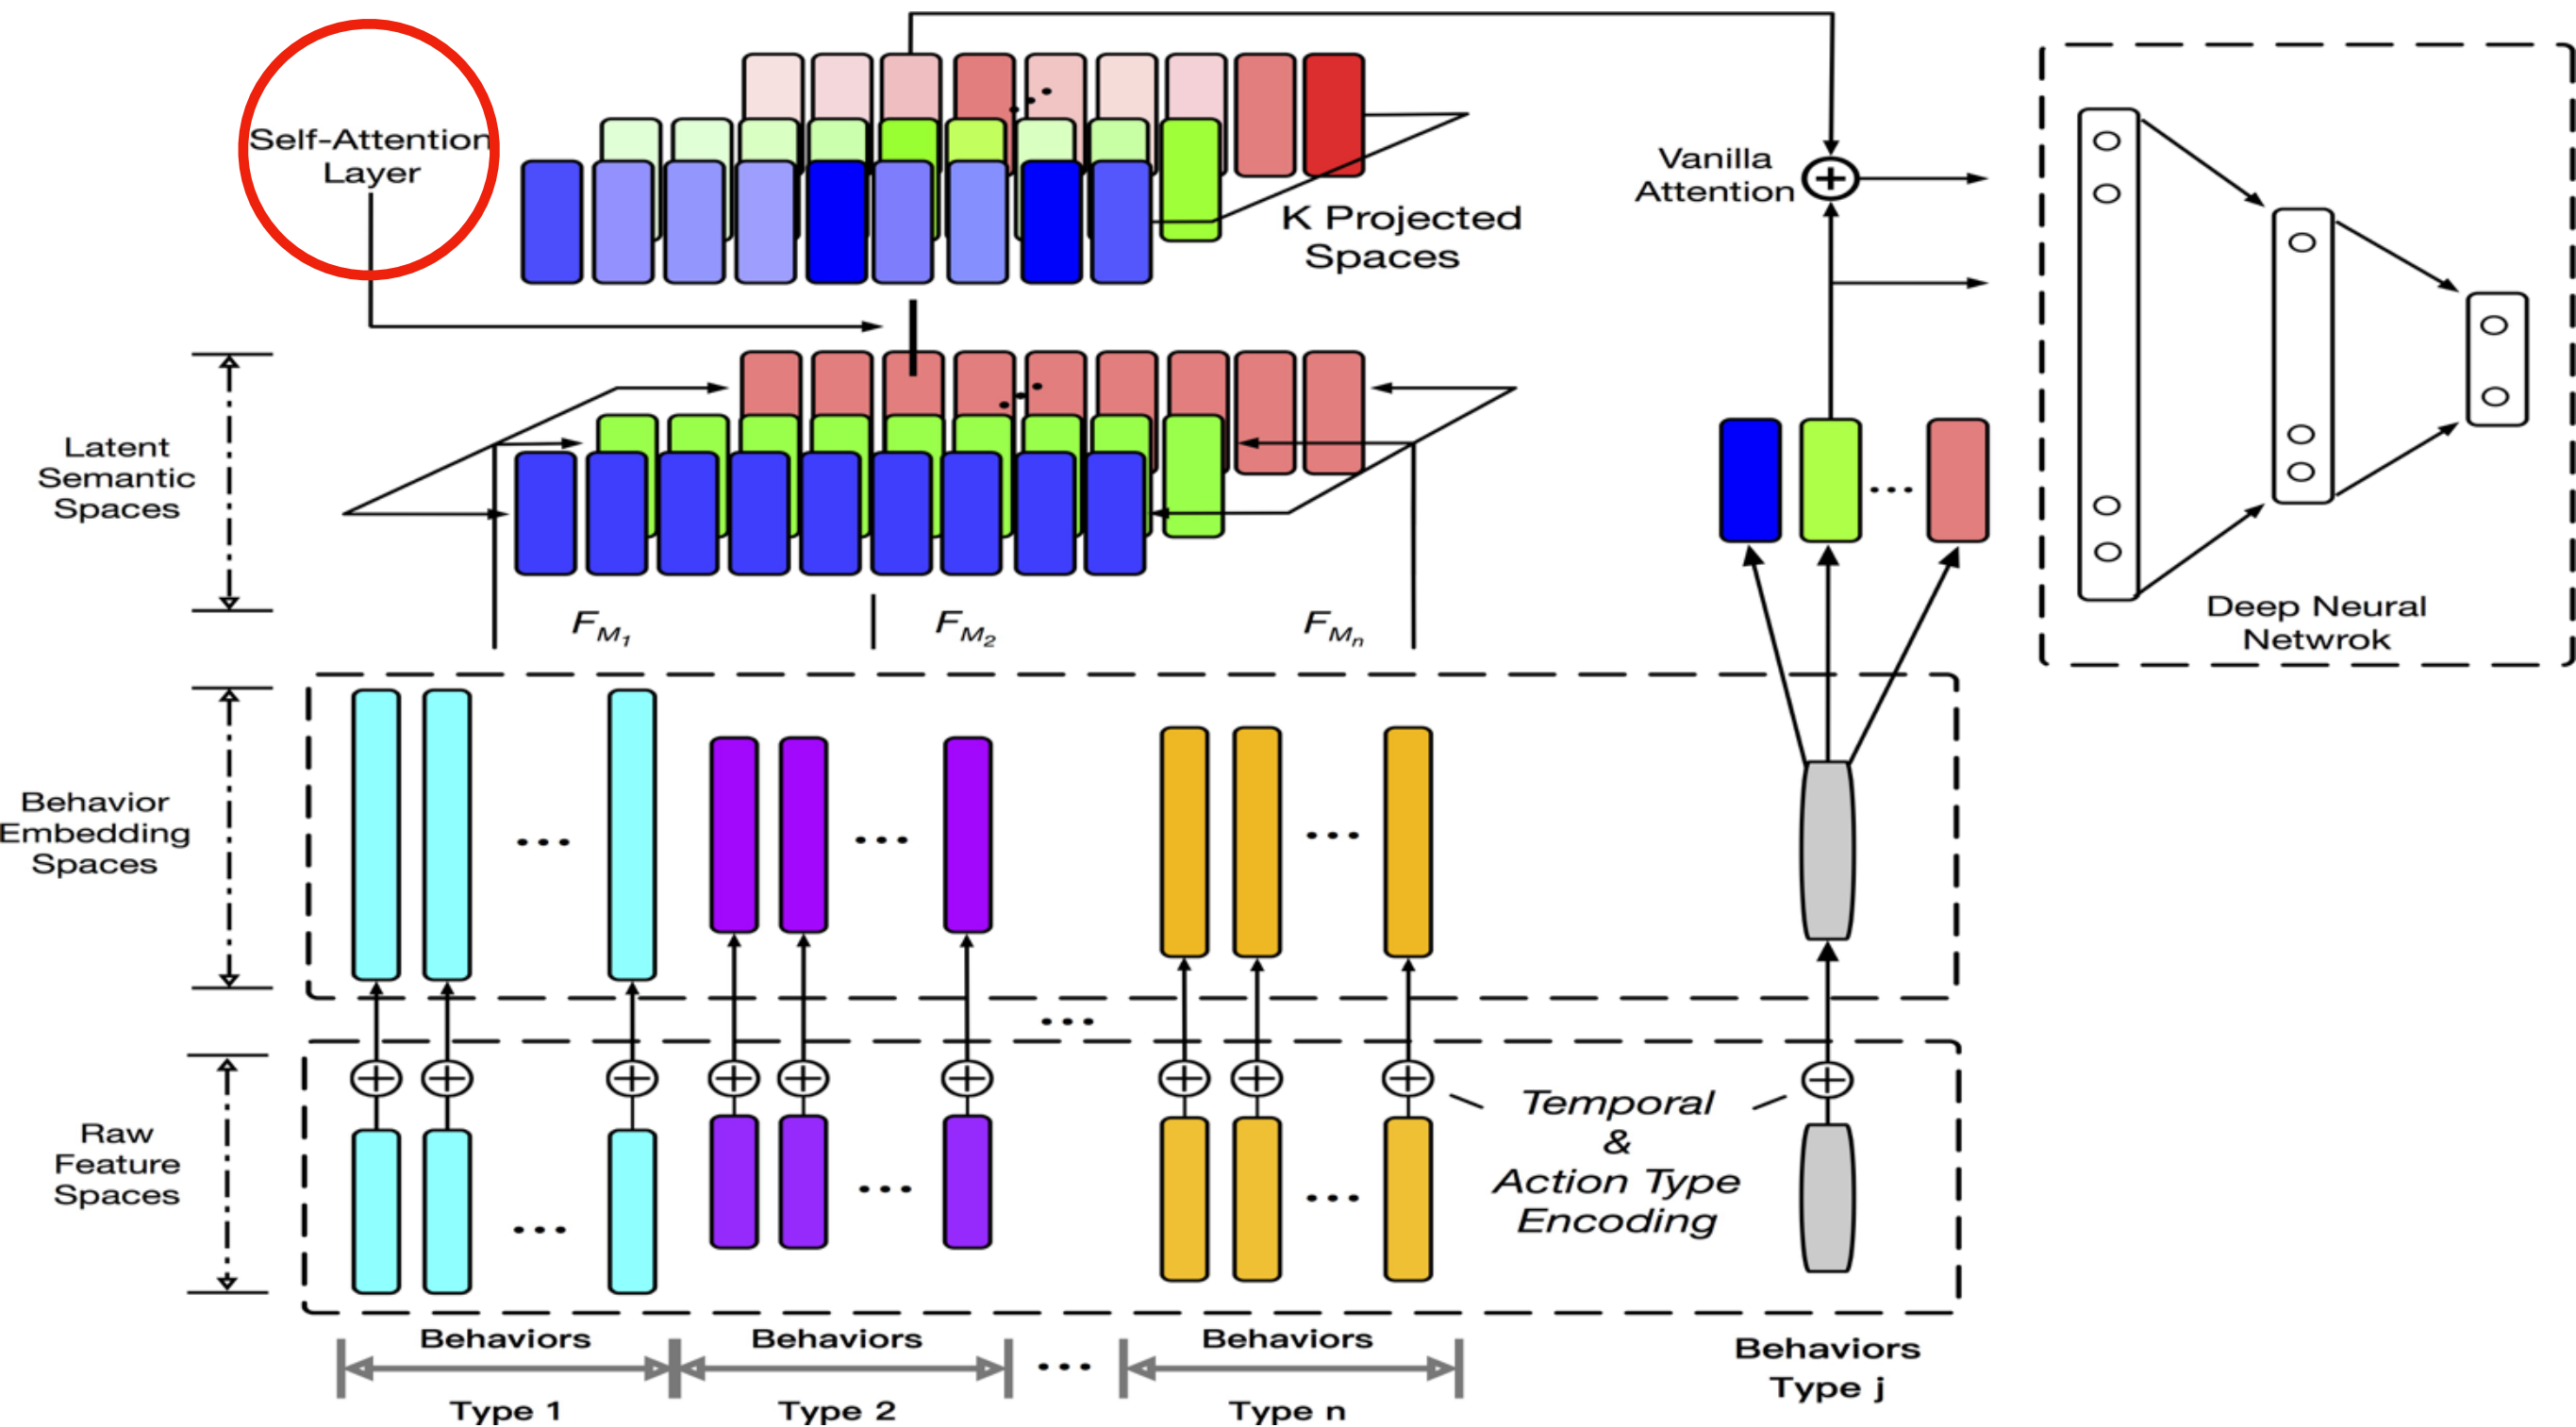 Self-Attention
Layer
K Projected
Spaces
Vanilla
Attention
Latent
Semantic
Spaces
F_{M_1}
F_{M_2}
F_{M_n}
Deep Neural
Netwrok
Behavior
Embedding
Spaces
Raw
Feature
Spaces
Temporal
&
Action Type
Encoding
Behaviors
Type 1
Behaviors
Type 2
Behaviors
Type n
Behaviors
Type j